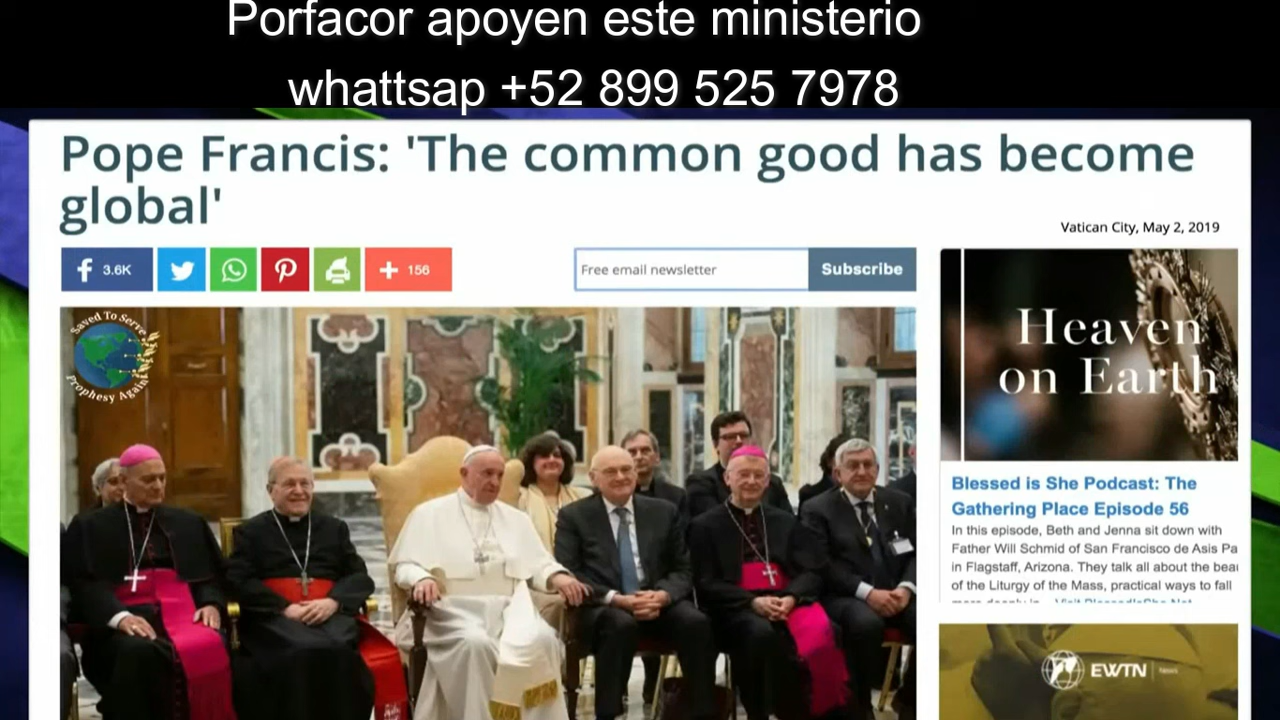 Porfacor apoyen este ministerio
whattsap +52 899 525 7978
Pope Francis: 'The common good has become
global'
Vatican City, May 2, 2019
3.6K
156
Free email newsletter
Subscribe
Saved To Serve
Prophesy Again
Heaven
on Earth
Blessed is She Podcast: The
Gathering Place Episode 56
In this episode, Beth and Jenna sit down with
Father Will Schmid of San Francisco de Asis Pa
in Flagstaff, Arizona. They talk all about the beau
of the Liturgy of the Mass, practical ways to fall
EWTN News